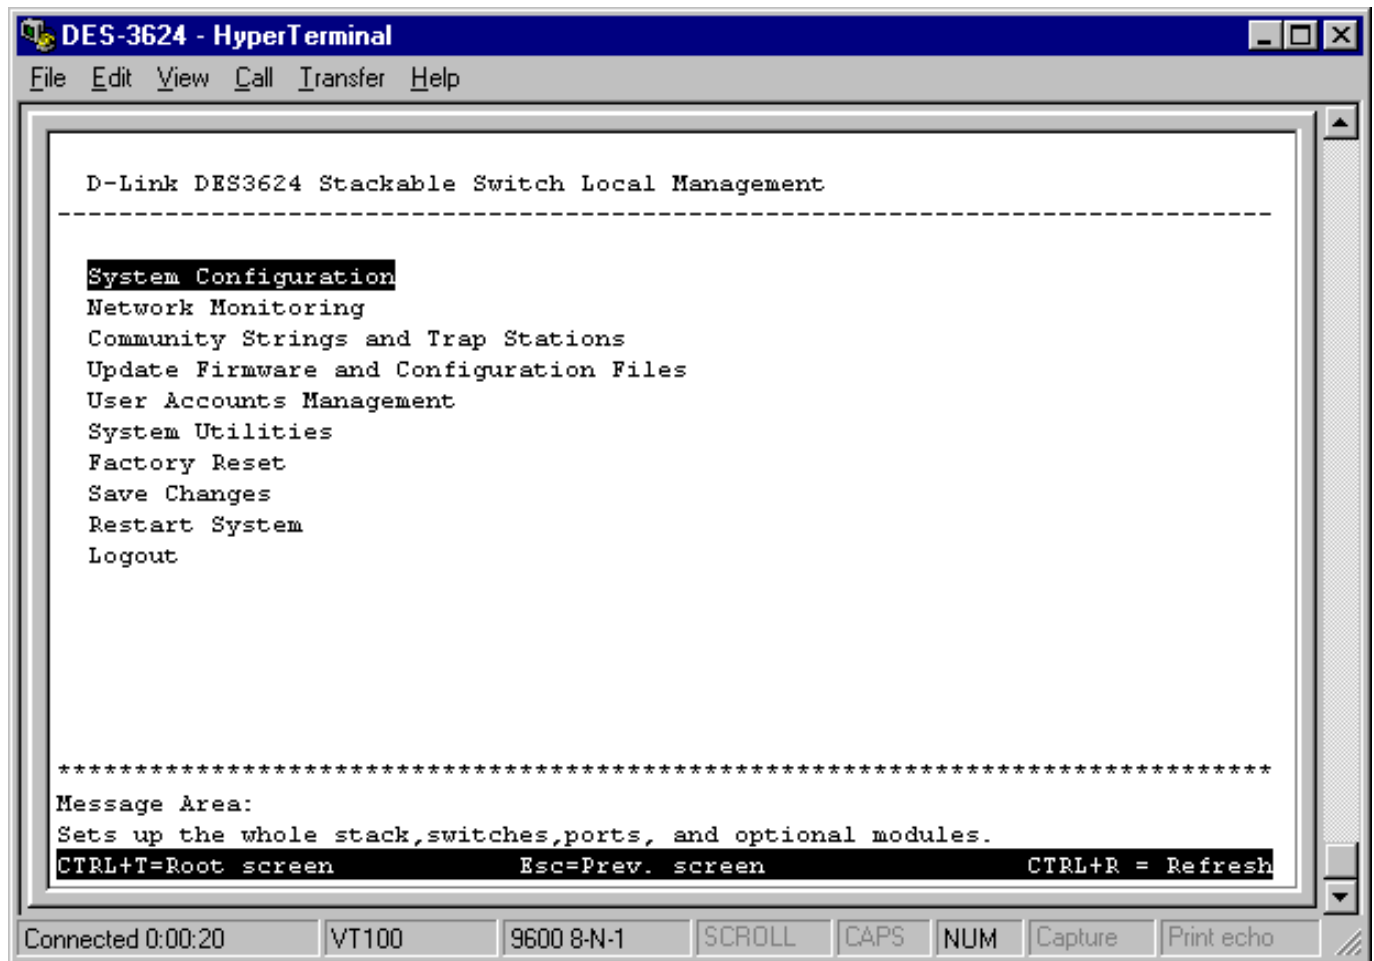 DES-3624 - HyperTerminal
File Edit View Call Transfer Help
D-Link DES3624 Stackable Switch Local Management
-------------------------------------------------------------------------------
System Configuration
Network Monitoring
Community Strings and Trap Stations
Update Firmware and Configuration Files
User Accounts Management
System Utilities
Factory Reset
Save Changes
Restart System
Logout
*******************************************************************************
Message Area:
Sets up the whole stack,switches,ports, and optional modules.
CTRL+T=Root screen Esc=Prev. screen CTRL+R = Refresh
Connected 0:00:20 VT100 9600 8-N-1 SCROLL CAPS NUM Capture Print echo